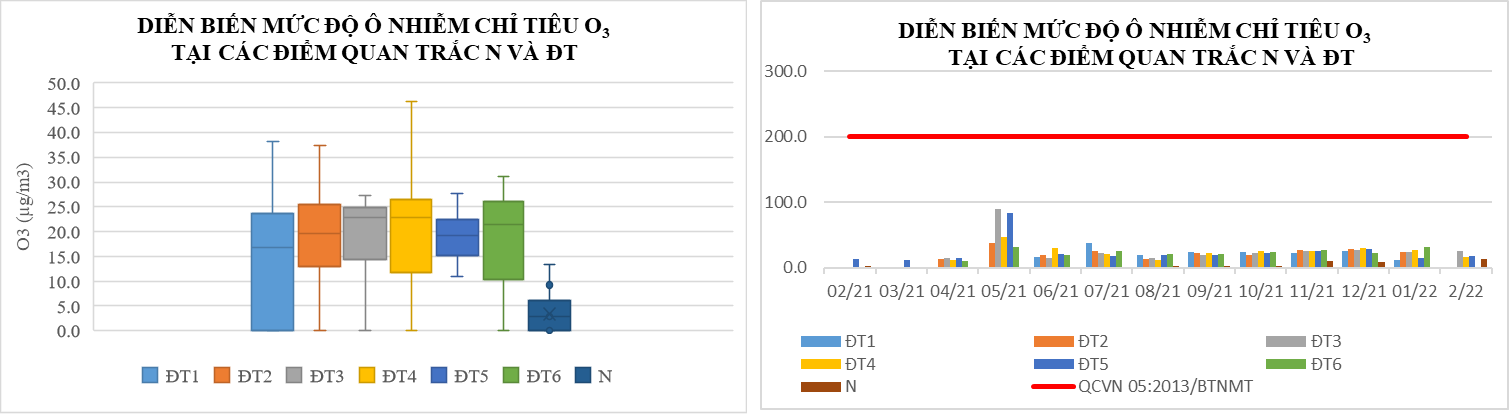 DIỄN BIẾN MỨC ĐỘ Ô NHIỄM CHỈ TIÊU O3
TẠI CÁC ĐIỂM QUAN TRẮC N VÀ ĐT
50.0
45.0
40.0
35.0
30.0
25.0
20.0
15.0
10.0
5.0
0.0
O3 (µg/m3)
ĐT1 ĐT2 ĐT3 ĐT4 ĐT5 ĐT6 N
DIỄN BIẾN MỨC ĐỘ Ô NHIỄM CHỈ TIÊU O3
TẠI CÁC ĐIỂM QUAN TRẮC N VÀ ĐT
300.0
200.0
100.0
0.0
02/21 03/21 04/21 05/21 06/21 07/21 08/21 09/21 10/21 11/21 12/21 01/22 2/22
ĐT1 ĐT2 ĐT3
ĐT4 ĐT5 ĐT6
N QCVN 05:2013/BTNMT